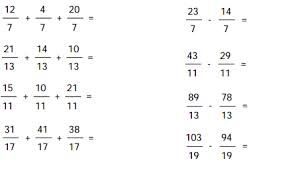 12/7 + 4/7 + 20/7 =
23/7 - 14/7 =
21/13 + 14/13 + 10/13 =
43/11 - 29/11 =
15/11 + 10/11 + 21/11 =
89/13 - 78/13 =
31/17 + 41/17 + 38/17 =
103/19 - 94/19 =